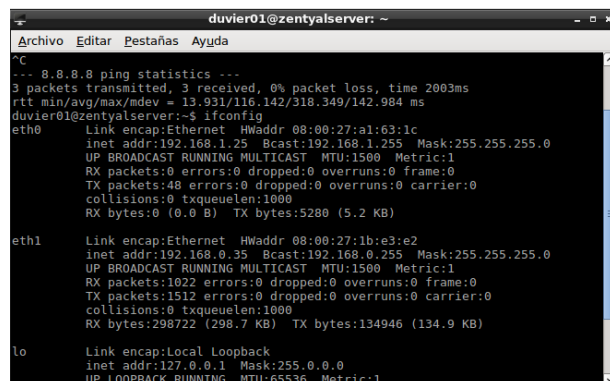 duvier01@zentyalserver: ~
Archivo Editar Pestañas Ayuda
^C
--- 8.8.8.8 ping statistics ---
3 packets transmitted, 3 received, 0% packet loss, time 2003ms
rtt min/avg/max/mdev = 13.931/116.142/318.349/142.984 ms
duvier01@zentyalserver:~$ ifconfig
eth0 Link encap:Ethernet HWaddr 08:00:27:a1:63:1c
inet addr:192.168.1.25 Bcast:192.168.1.255 Mask:255.255.255.0
UP BROADCAST RUNNING MULTICAST MTU:1500 Metric:1
RX packets:0 errors:0 dropped:0 overruns:0 frame:0
TX packets:48 errors:0 dropped:0 overruns:0 carrier:0
collisions:0 txqueuelen:1000
RX bytes:0 (0.0 B) TX bytes:5280 (5.2 KB)
eth1 Link encap:Ethernet HWaddr 08:00:27:1b:e3:e2
inet addr:192.168.0.35 Bcast:192.168.0.255 Mask:255.255.255.0
UP BROADCAST RUNNING MULTICAST MTU:1500 Metric:1
RX packets:1022 errors:0 dropped:0 overruns:0 frame:0
TX packets:1512 errors:0 dropped:0 overruns:0 carrier:0
collisions:0 txqueuelen:1000
RX bytes:298722 (298.7 KB) TX bytes:134946 (134.9 KB)
lo Link encap:Local Loopback
inet addr:127.0.0.1 Mask:255.0.0.0
UP LOOPBACK RUNNING MTU:65536 Metric:1